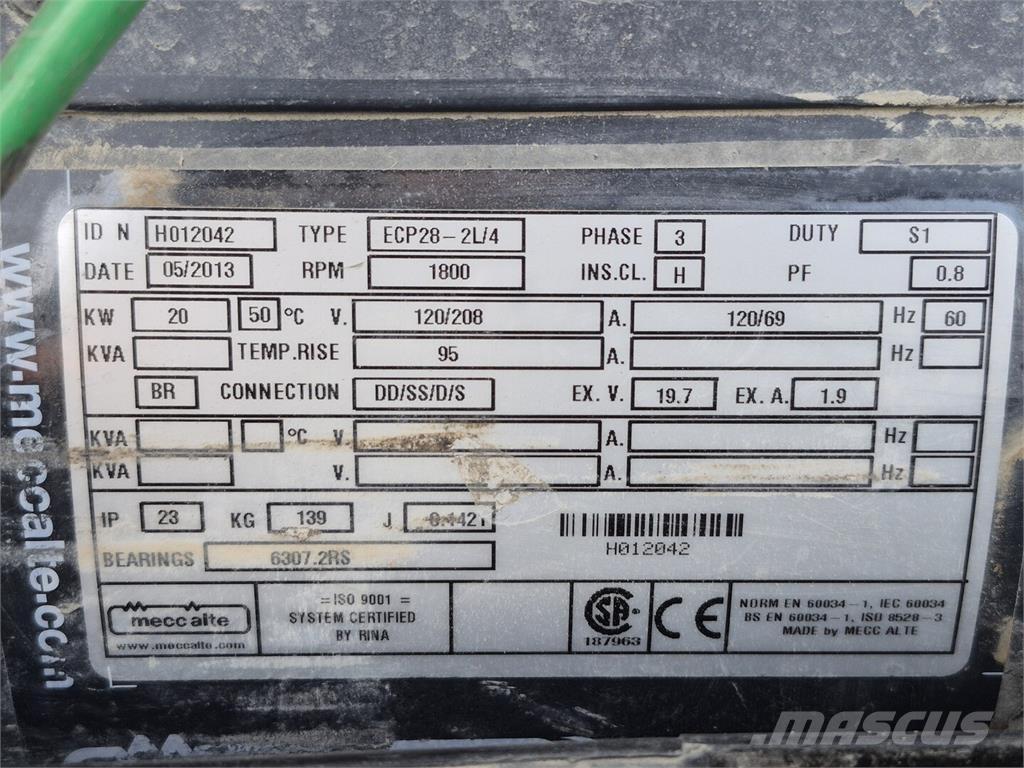 ID N H012042 TYPE ECP28-2L/4 PHASE 3 DUTY S1
DATE 05/2013 RPM 1800 INS.CL. H PF 0.8
KW 20 50 °C V. 120/208 A. 120/69 Hz 60
KVA TEMP.RISE 95 A. Hz
BR CONNECTION DD/SS/D/S EX. V. 19.7 EX. A. 1.9
KVA °C V. A. Hz
KVA V. A. Hz
IP 23 KG 139 J 0.1421
H012042
BEARINGS 6307.2RS
meccalte
www.meccalte.com
= ISO 9001 =
SYSTEM CERTIFIED
BY RINA
SA
187963
CE
NORM EN 60034-1, IEC 60034
BS EN 60034-1, ISO 8528-3
MADE by MECC ALTE
www.meccalte.com
MASCUS